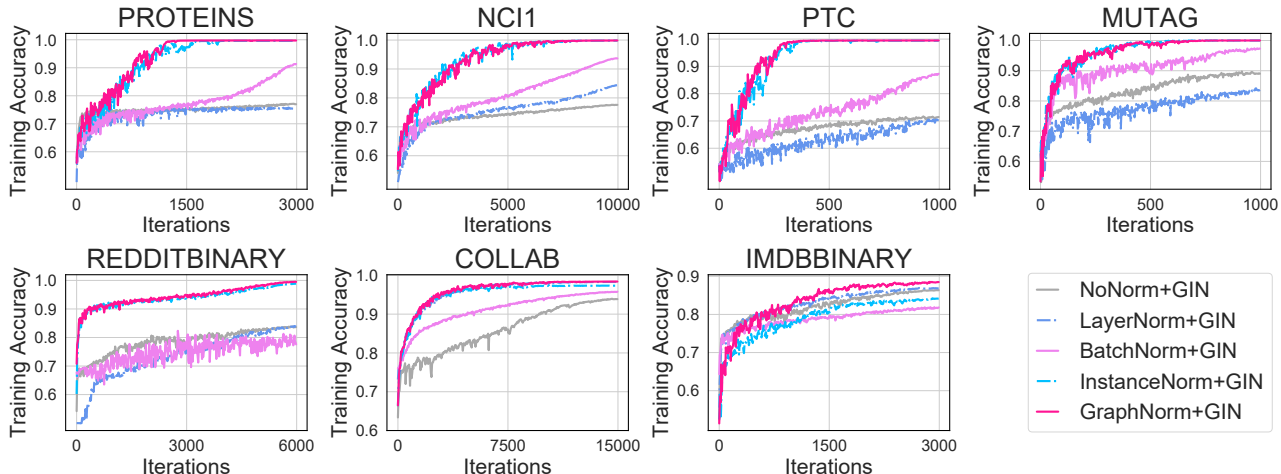 PROTEINS NCI1 PTC MUTAG
Training Accuracy
1.0
0.9
0.8
0.7
0.6
0 1500 3000
Iterations
Training Accuracy
1.0
0.9
0.8
0.7
0.6
0 5000 10000
Iterations
Training Accuracy
1.0
0.9
0.8
0.7
0.6
0.5
0 500 1000
Iterations
Training Accuracy
1.0
0.9
0.8
0.7
0.6
0 500 1000
Iterations
REDDITBINARY COLLAB IMDBBINARY
Training Accuracy
1.0
0.9
0.8
0.7
0.6
0 3000 6000
Iterations
Training Accuracy
1.0
0.9
0.8
0.7
0.6
0 7500 15000
Iterations
Training Accuracy
0.9
0.8
0.7
0.6
0 1500 3000
Iterations
NoNorm+GIN
LayerNorm+GIN
BatchNorm+GIN
InstanceNorm+GIN
GraphNorm+GIN